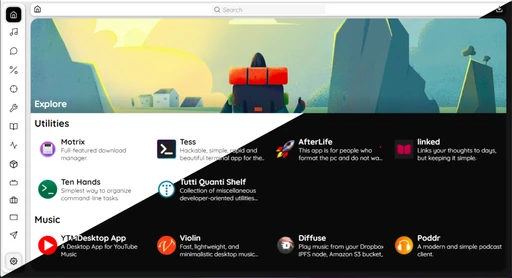 Search
Explore
Utilities
Motrix
Full-featured download
manager.
Tess
Hackable, simple, rapid and
beautiful terminal app for the..
AfterLife
This app is for people who
format the pc and do not wa..
linked
Links your thoughts to days,
but keeping it simple.
Ten Hands
Simplest way to organize
command-line tasks.
Tutti Quanti Shelf
Collection of miscellaneous
developer-oriented utilities...
Music
YTMDesktop App
A Desktop App for YouTube
Music
Violin
Fast, lightweight, and
minimalistic desktop music...
Diffuse
Play music from your Dropbox
IPFS node, Amazon S3 bucket,
Poddr
A modern and simple podcast
client.